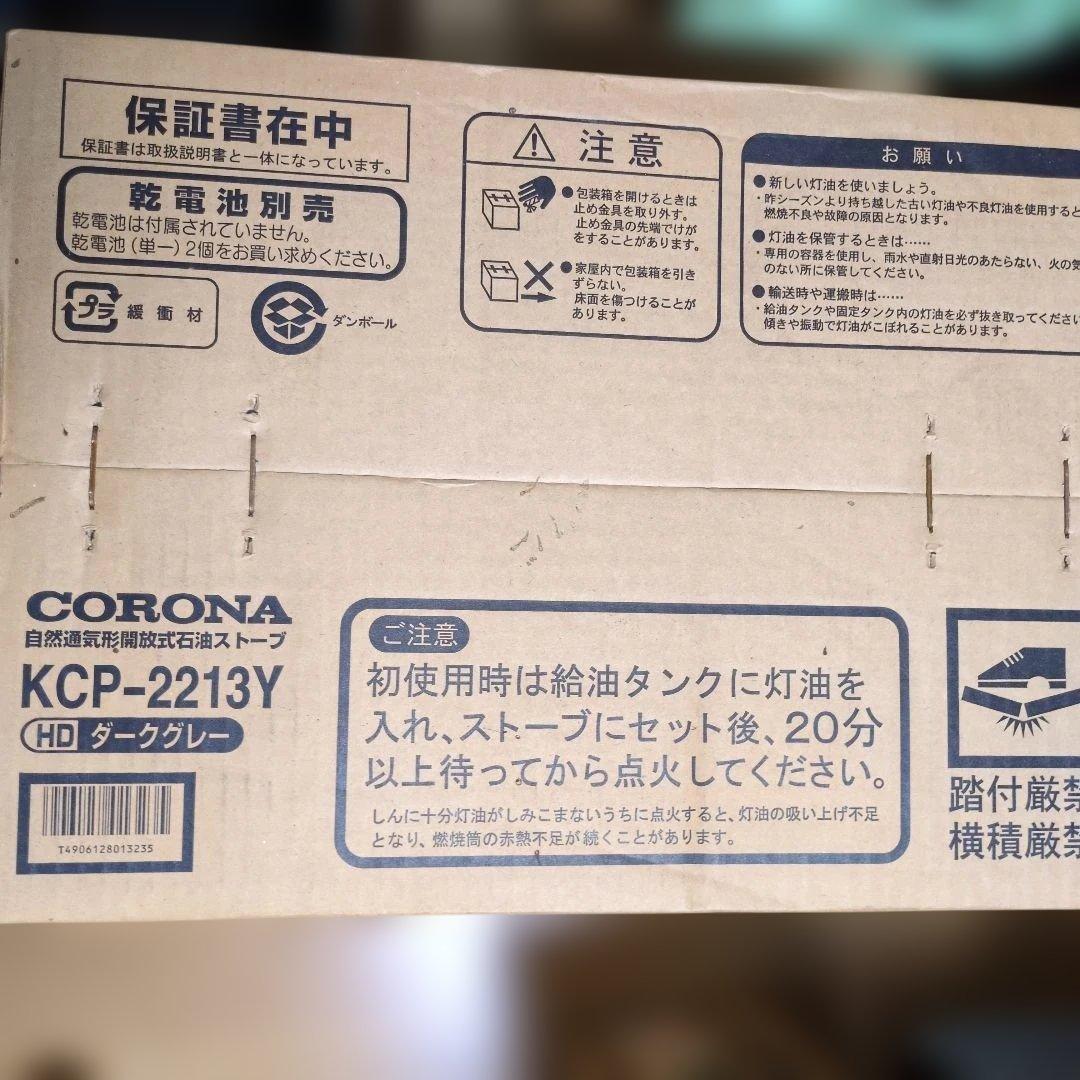 保証書在中
保証書は取扱説明書と一体になっています。
乾電池別売
乾電池は付属されていません。
乾電池(単一)2個をお買い求めください。
プラ 緩衝材
ダンボール
注意
●包装箱を開けるときは
止め金具を取り外す。
止め金具の先端でけが
をすることがあります。
●家屋内で包装箱を引き
ずらない。
床面を傷つけることが
あります。
お願い
●新しい灯油を使いましょう。
・昨シーズンより持ち越した古い灯油や不良灯油を使用すると
燃焼不良や故障の原因となります。
●灯油を保管するときは……
・専用の容器を使用し、雨水や直射日光のあたらない、火の気
のない所に保管してください。
●輸送時や運搬時は……
・給油タンクや固定タンク内の灯油を必ず抜き取ってください
傾きや振動で灯油がこぼれることがあります。
CORONA
自然通気形開放式石油ストーブ
KCP-2213Y
HD ダークグレー
T4906128013235
ご注意
初使用時は給油タンクに灯油を
入れ、ストーブにセット後、20分
以上待ってから点火してください。
しんに十分灯油がしみこまないうちに点火すると、灯油の吸い上げ不足
となり、燃焼筒の赤熱不足が続くことがあります。
踏付厳禁
横積厳禁